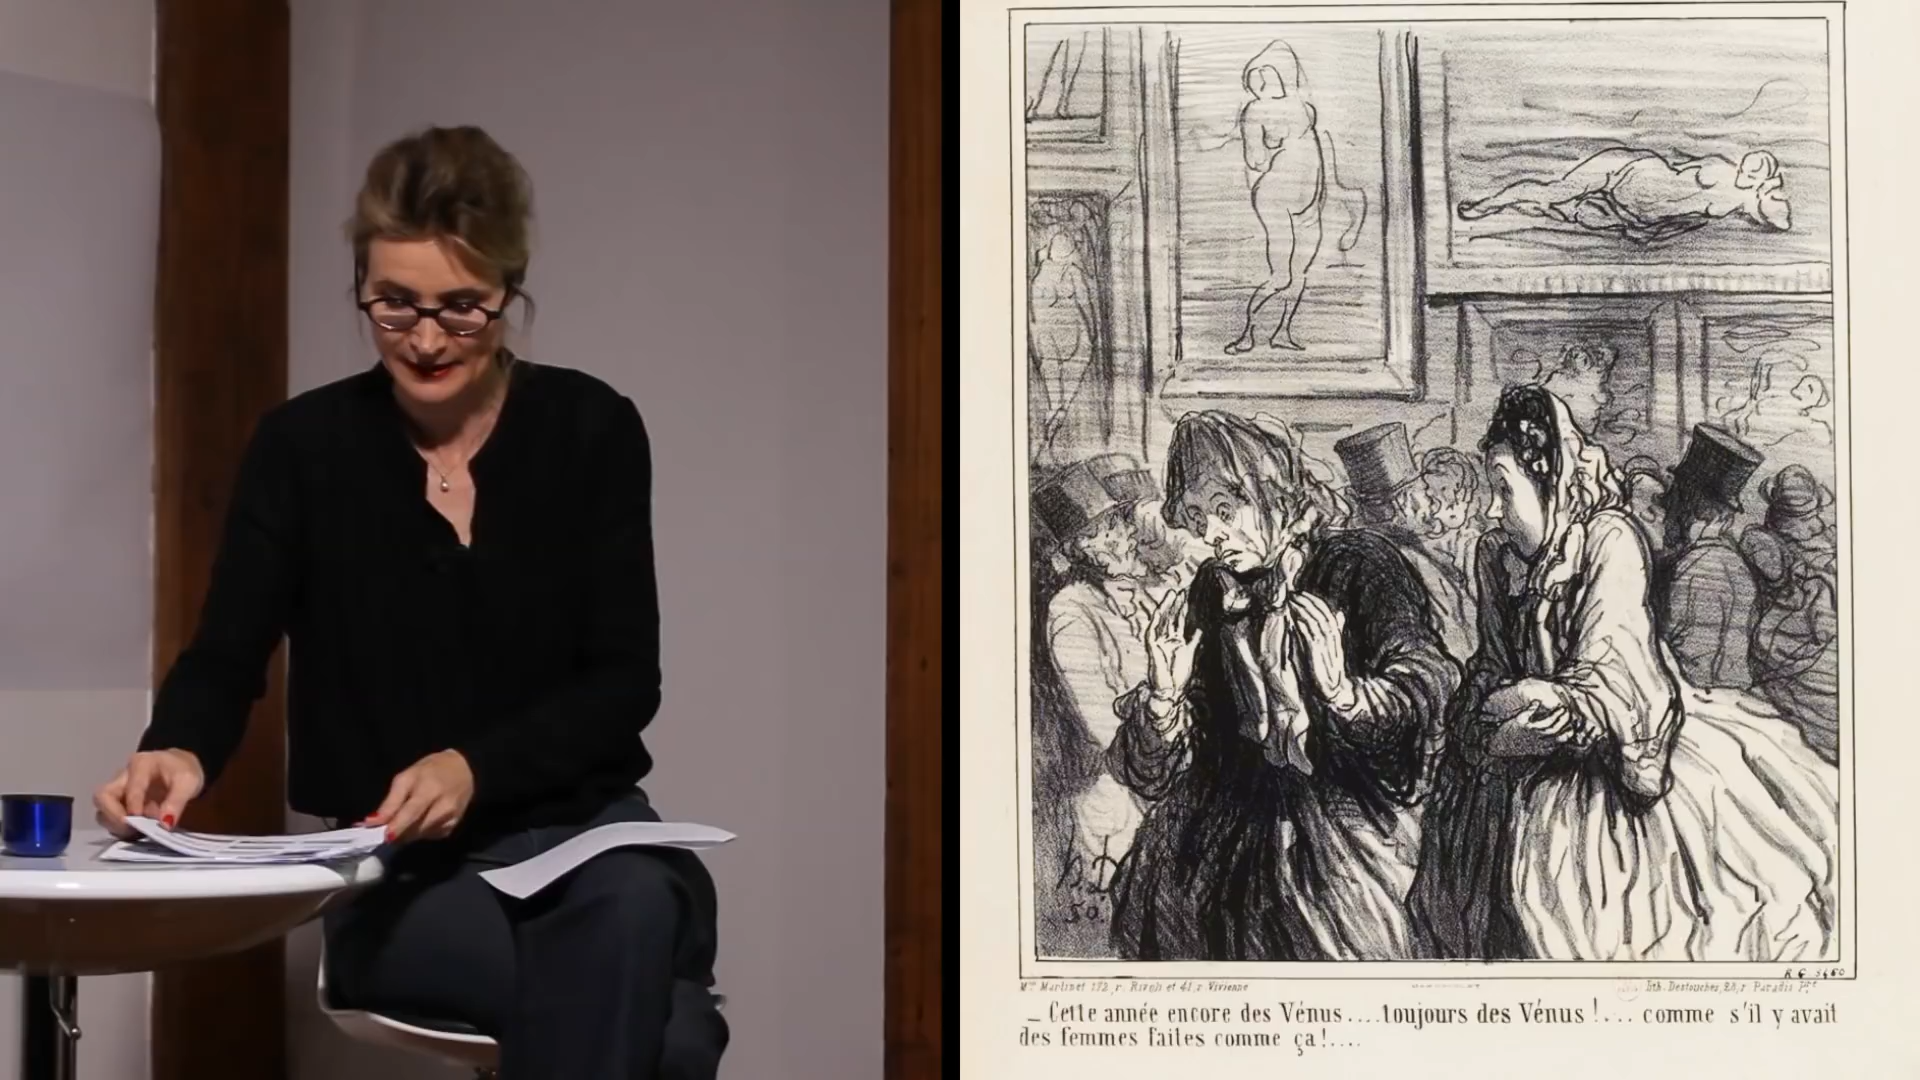 h. D.
R G 5460
Mon Martinet 172, r. Rivoli et 41, r. Vivienne
Lith. Destouches, 28, r. Paradis Pre
_ Cette année encore des Vénus....toujours des Vénus !... comme s'il y avait
des femmes faites comme ça !....